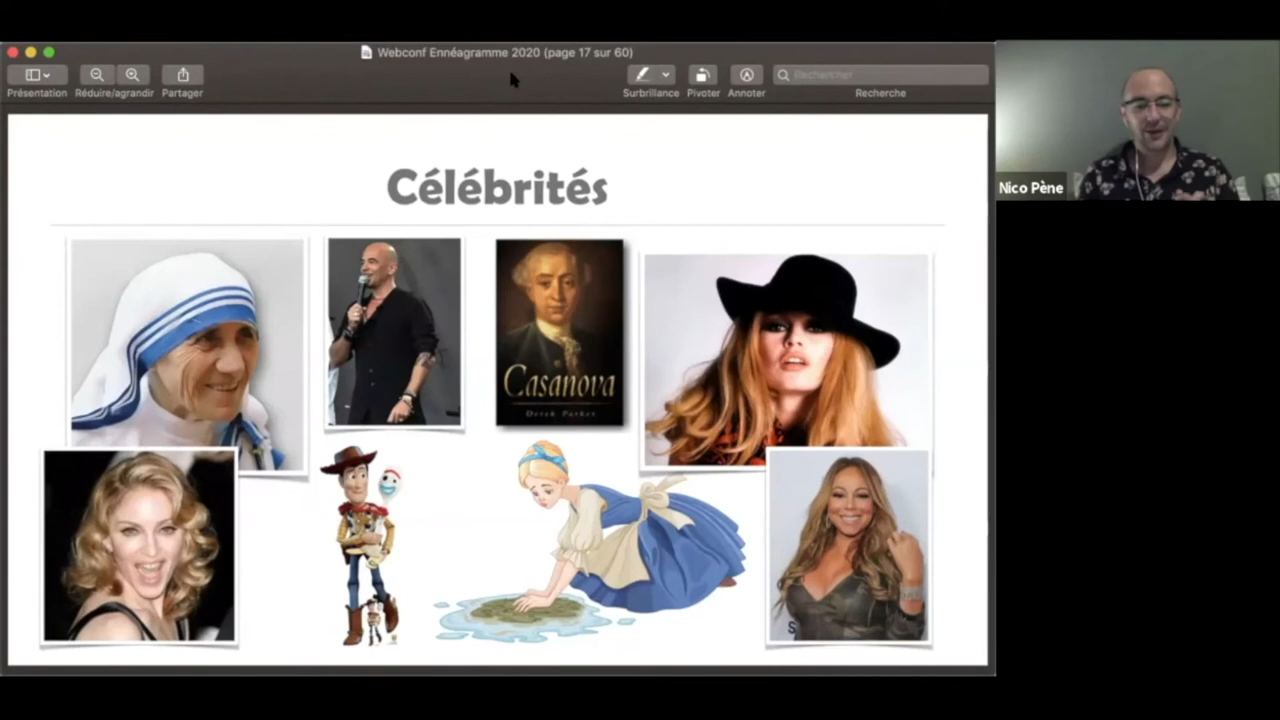 Webconf Ennéagramme 2020 (page 17 sur 60)
Présentation
Réduire/agrandir
Partager
Surbrillance
Pivoter
Annoter
Rechercher
Recherche
Célébrités
Casanova
Derek Parker
S
Nico Pène